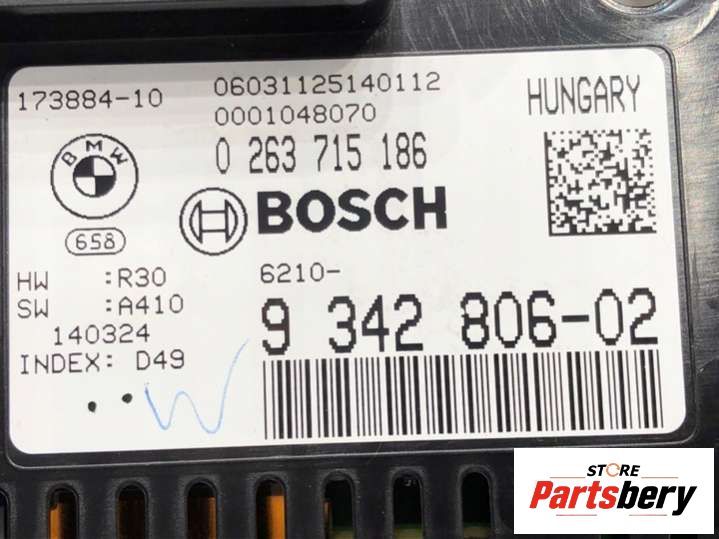 173884-10
06031125140112
0001048070
HUNGARY
0 263 715 186
BMW
BOSCH
658
HW :R30
SW :A410
140324
INDEX: D49
6210-
9 342 806-02
W
STORE
Partsbery